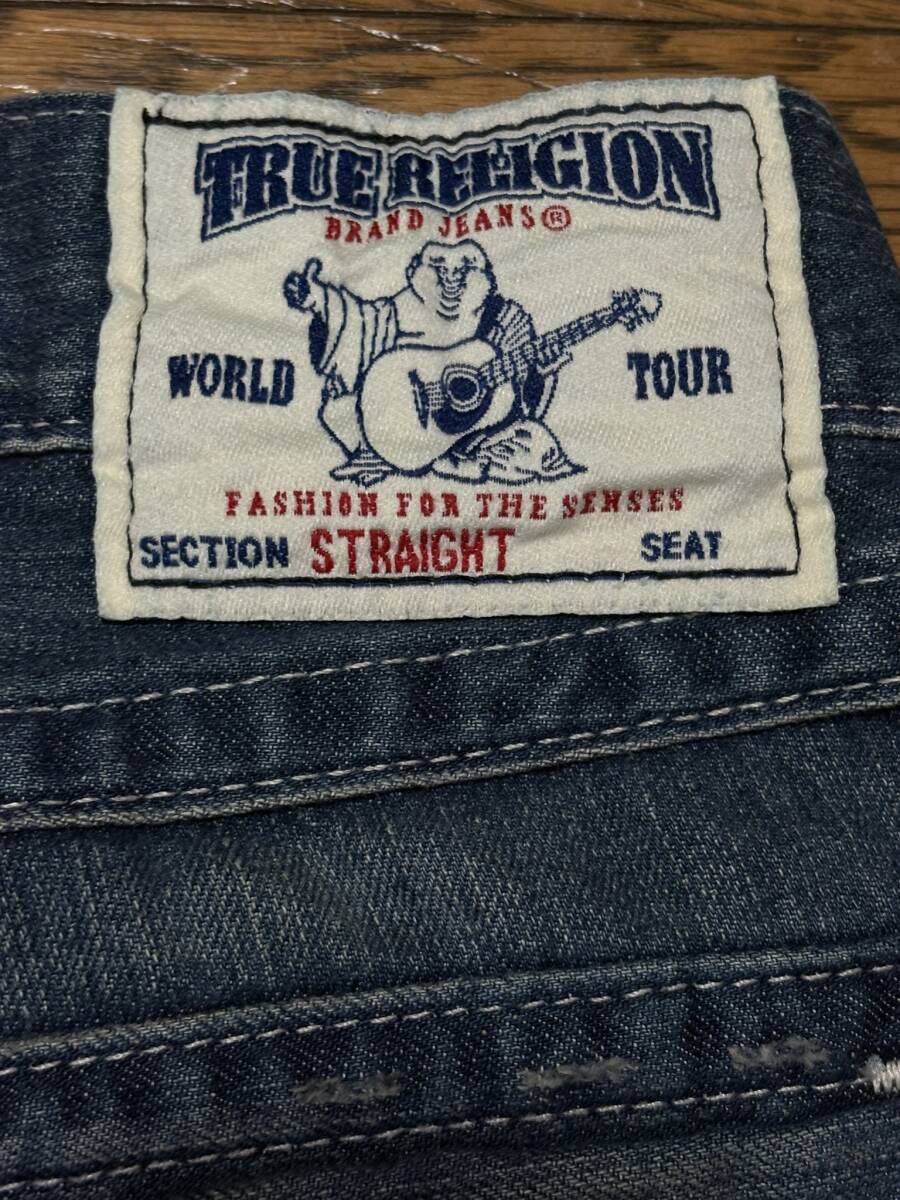 TRUE RELIGION
BRAND JEANS®
WORLD TOUR
FASHION FOR THE SENSES
SECTION STRAIGHT SEAT